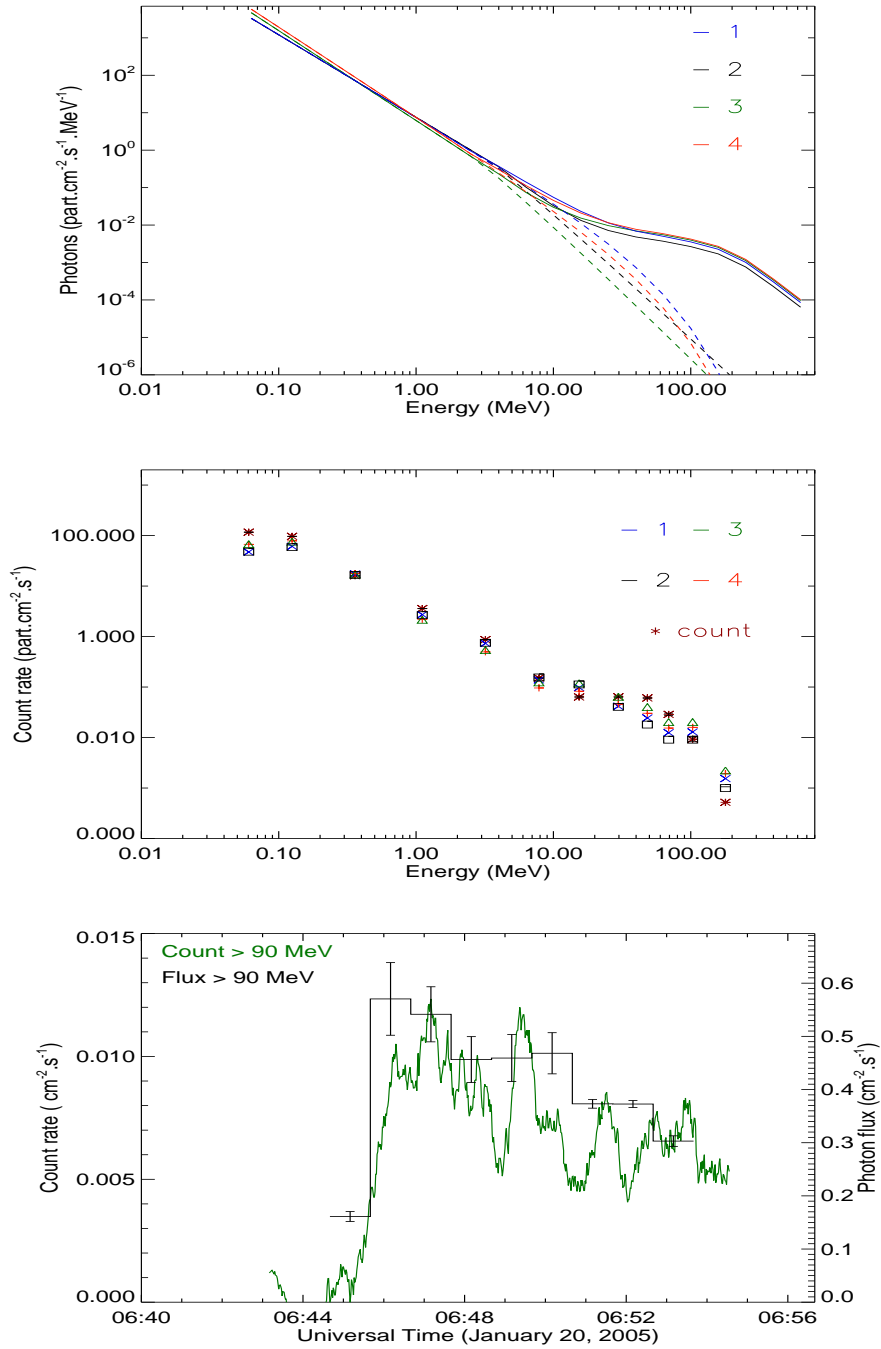 10²
10⁰
10⁻²
10⁻⁴
10⁻⁶
Photons (part.cm⁻².s⁻¹.MeV⁻¹)
1
2
3
4
0.01 0.10 1.00 10.00 100.00
Energy (MeV)
100.000
1.000
0.010
0.000
Count rate (part.cm⁻².s⁻¹)
1 3
2 4
* count
0.01 0.10 1.00 10.00 100.00
Energy (MeV)
Count > 90 MeV
Flux > 90 MeV
0.015
0.010
0.005
0.000
Count rate ( cm⁻².s⁻¹)
0.6
0.5
0.4
0.3
0.2
0.1
0.0
Photon flux (cm⁻².s⁻¹)
06:40 06:44 06:48 06:52 06:56
Universal Time (January 20, 2005)